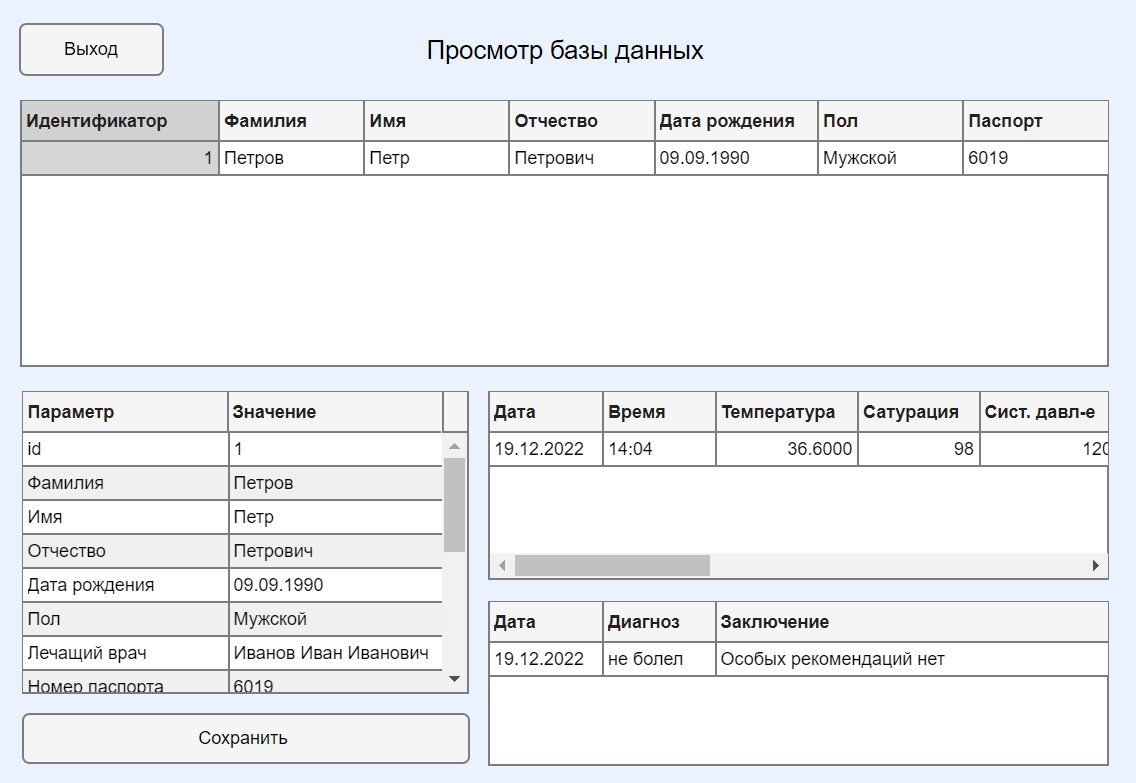 Выход
Просмотр базы данных
Идентификатор Фамилия Имя Отчество Дата рождения Пол Паспорт
1 Петров Петр Петрович 09.09.1990 Мужской 6019
Параметр Значение
id 1
Фамилия Петров
Имя Петр
Отчество Петрович
Дата рождения 09.09.1990
Пол Мужской
Лечащий врач Иванов Иван Иванович
Номер паспорта 6019
Сохранить
Дата Время Температура Сатурация Сист. давл-е
19.12.2022 14:04 36.6000 98 120
Дата Диагноз Заключение
19.12.2022 не болел Особых рекомендаций нет